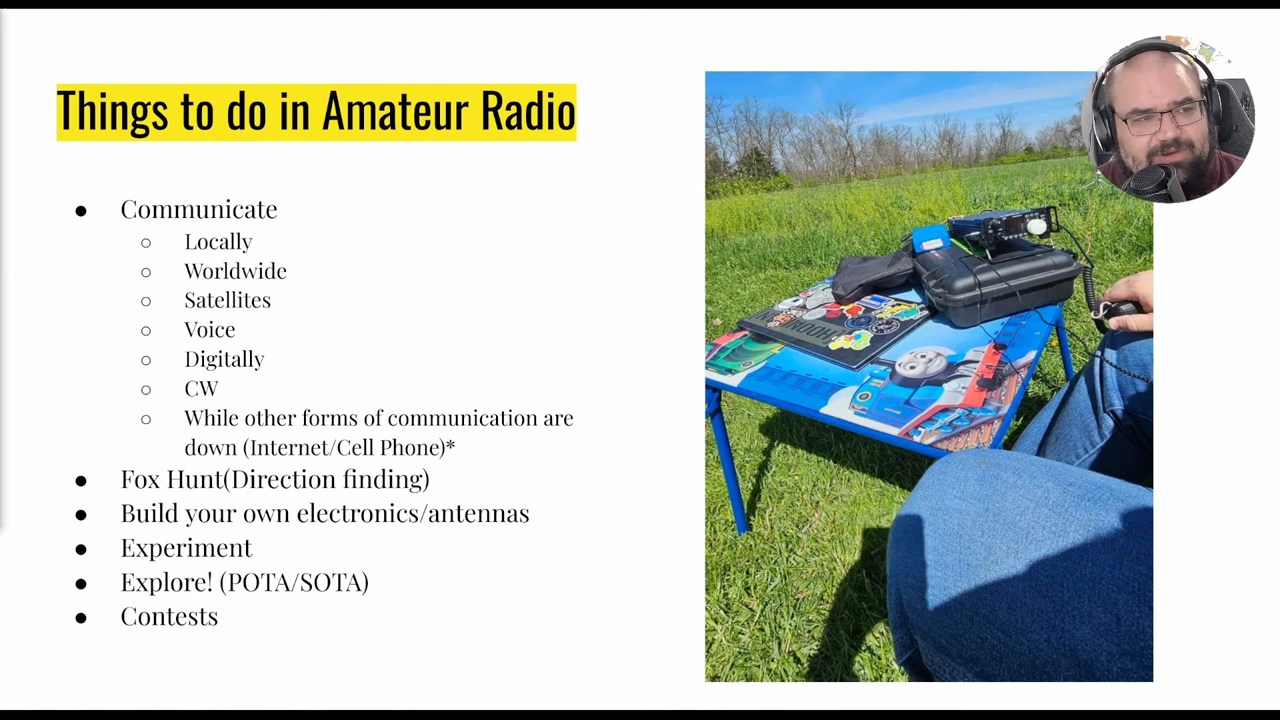 Things to do in Amateur Radio
● Communicate
○ Locally
○ Worldwide
○ Satellites
○ Voice
○ Digitally
○ CW
○ While other forms of communication are
down (Internet/Cell Phone)*
● Fox Hunt(Direction finding)
● Build your own electronics/antennas
● Experiment
● Explore! (POTA/SOTA)
● Contests